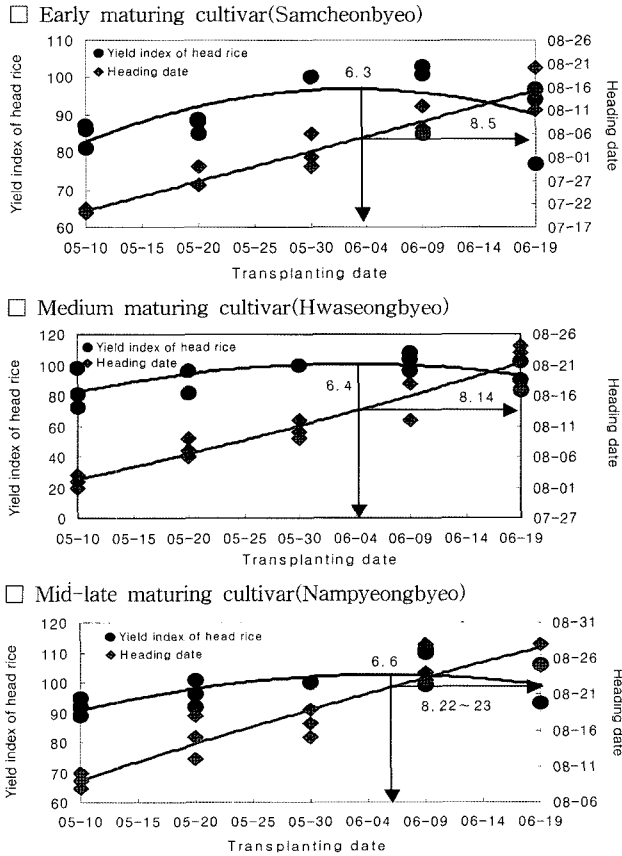 □ Early maturing cultivar(Samcheonbyeo)
110
100
90
80
70
60
Yield index of head rice
● Yield index of head rice
◆ Heading date
6.3
8.5
08-26
08-21
08-16
08-11
08-06
08-01
07-27
07-22
07-17
Heading date
05-10 05-15 05-20 05-25 05-30 06-04 06-09 06-14 06-19
Transplanting date
□ Medium maturing cultivar(Hwaseongbyeo)
120
100
80
60
40
20
0
Yield index of head rice
● Yield index of head rice
◆ Heading date
6.4
8.14
08-26
08-21
08-16
08-11
08-06
08-01
07-27
Heading date
05-10 05-15 05-20 05-25 05-30 06-04 06-09 06-14 06-19
Transplanting date
□ Mid-late maturing cultivar(Nampyeongbyeo)
120
110
100
90
80
70
60
Yield index of head rice
● Yield index of head rice
◆ Heading date
6.6
8.22~23
08-31
08-26
08-21
08-16
08-11
08-06
Heading date
05-10 05-15 05-20 05-25 05-30 06-04 06-09 06-14 06-19
Transplanting date